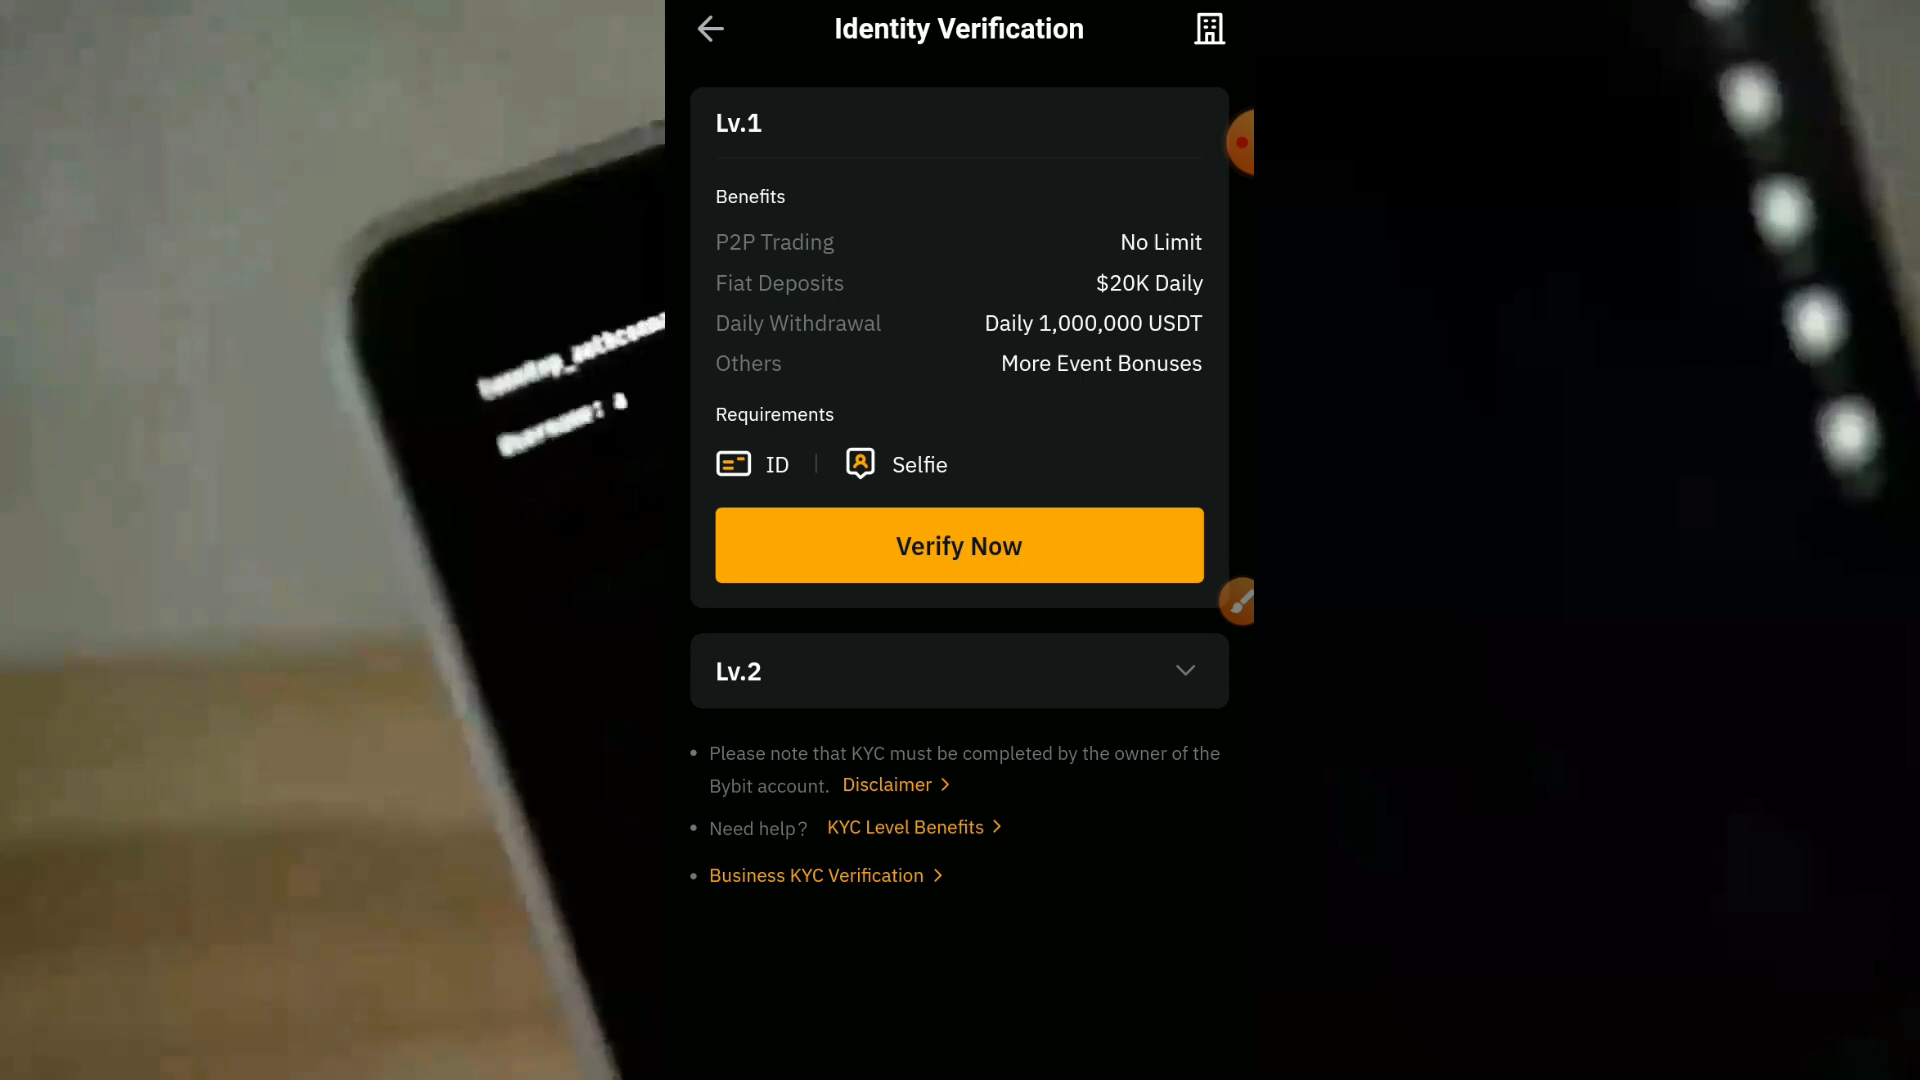 Identity Verification
Lv.1
Benefits
P2P Trading No Limit
Fiat Deposits $20K Daily
Daily Withdrawal Daily 1,000,000 USDT
Others More Event Bonuses
Requirements
ID | Selfie
Verify Now
Lv.2
• Please note that KYC must be completed by the owner of the
Bybit account. Disclaimer >
• Need help? KYC Level Benefits >
• Business KYC Verification >
Username: a